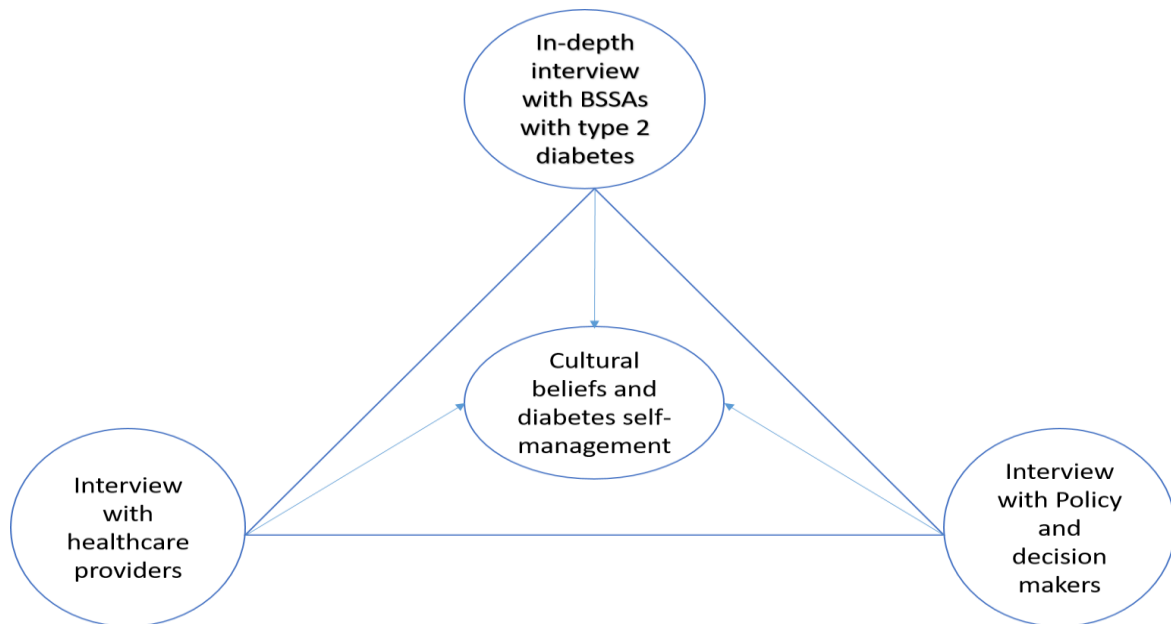 In-depth
interview
with BSSAs
with type 2
diabetes
Cultural
beliefs and
diabetes self-
management
Interview
with
healthcare
providers
Interview
with Policy
and
decision
makers